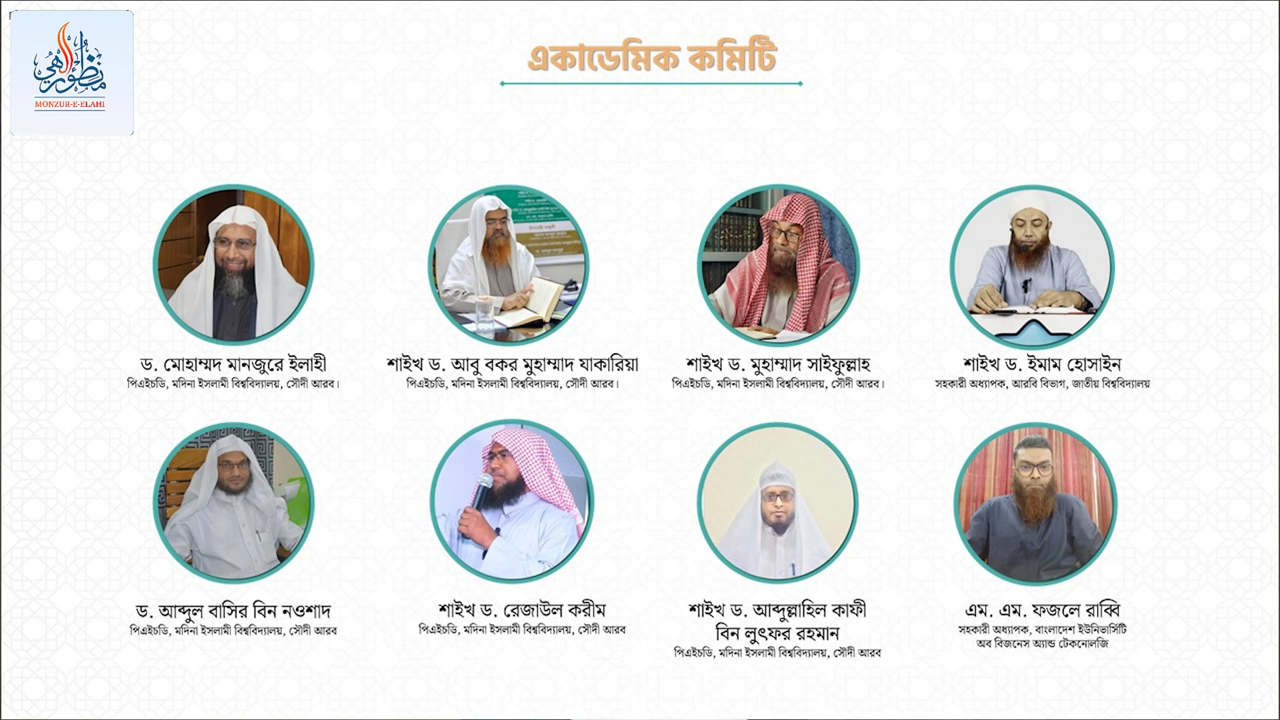 منظور إلهي
MONZUR-E-ELAHI
একাডেমিক কমিটি
ড. মোহাম্মদ মানজুরে ইলাহী
পিএইচডি, মদিনা ইসলামী বিশ্ববিদ্যালয়, সৌদী আরব।
শাইখ ড. আবু বকর মুহাম্মাদ যাকারিয়া
পিএইচডি, মদিনা ইসলামী বিশ্ববিদ্যালয়, সৌদী আরব।
শাইখ ড. মুহাম্মাদ সাইফুল্লাহ
পিএইচডি, মদিনা ইসলামী বিশ্ববিদ্যালয়, সৌদী আরব।
শাইখ ড. ইমাম হোসাইন
সহকারী অধ্যাপক, আরবি বিভাগ, জাতীয় বিশ্ববিদ্যালয়
ড. আব্দুল বাসির বিন নওশাদ
পিএইচডি, মদিনা ইসলামী বিশ্ববিদ্যালয়, সৌদী আরব
শাইখ ড. রেজাউল করীম
পিএইচডি, মদিনা ইসলামী বিশ্ববিদ্যালয়, সৌদী আরব
শাইখ ড. আব্দুল্লাহিল কাফী
বিন লুৎফর রহমান
পিএইচডি, মদিনা ইসলামী বিশ্ববিদ্যালয়, সৌদী আরব
এম. এম. ফজলে রাব্বি
সহকারী অধ্যাপক, বাংলাদেশ ইউনিভার্সিটি
অব বিজনেস অ্যান্ড টেকনোলজি